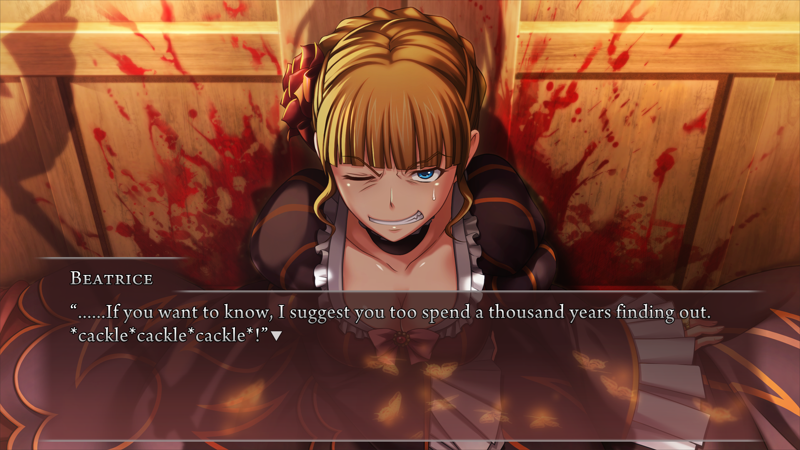 Beatrice
“......If you want to know, I suggest you too spend a thousand years finding out.
*cackle*cackle*cackle*!”▼